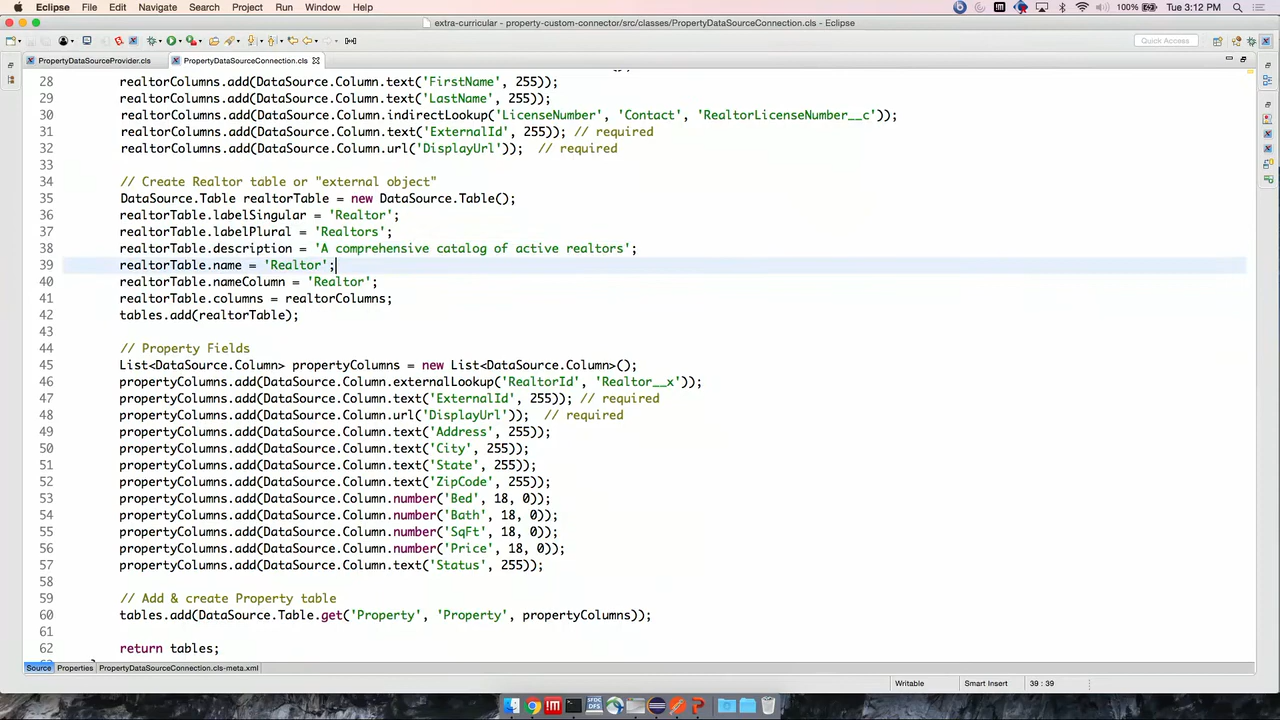 Eclipse File Edit Navigate Search Project Run Window Help 100% Tue 3:12 PM
extra-curricular - property-custom-connector/src/classes/PropertyDataSourceConnection.cls - Eclipse
Quick Access
PropertyDataSourceProvider.cls PropertyDataSourceConnection.cls
28 realtorColumns.add(DataSource.Column.text('FirstName', 255));
29 realtorColumns.add(DataSource.Column.text('LastName', 255));
30 realtorColumns.add(DataSource.Column.indirectLookup('LicenseNumber', 'Contact', 'RealtorLicenseNumber__c'));
31 realtorColumns.add(DataSource.Column.text('ExternalId', 255)); // required
32 realtorColumns.add(DataSource.Column.url('DisplayUrl')); // required
33
34 // Create Realtor table or "external object"
35 DataSource.Table realtorTable = new DataSource.Table();
36 realtorTable.labelSingular = 'Realtor';
37 realtorTable.labelPlural = 'Realtors';
38 realtorTable.description = 'A comprehensive catalog of active realtors';
39 realtorTable.name = 'Realtor';
40 realtorTable.nameColumn = 'Realtor';
41 realtorTable.columns = realtorColumns;
42 tables.add(realtorTable);
43
44 // Property Fields
45 List<DataSource.Column> propertyColumns = new List<DataSource.Column>();
46 propertyColumns.add(DataSource.Column.externalLookup('RealtorId', 'Realtor__x'));
47 propertyColumns.add(DataSource.Column.text('ExternalId', 255)); // required
48 propertyColumns.add(DataSource.Column.url('DisplayUrl')); // required
49 propertyColumns.add(DataSource.Column.text('Address', 255));
50 propertyColumns.add(DataSource.Column.text('City', 255));
51 propertyColumns.add(DataSource.Column.text('State', 255));
52 propertyColumns.add(DataSource.Column.text('ZipCode', 255));
53 propertyColumns.add(DataSource.Column.number('Bed', 18, 0));
54 propertyColumns.add(DataSource.Column.number('Bath', 18, 0));
55 propertyColumns.add(DataSource.Column.number('SqFt', 18, 0));
56 propertyColumns.add(DataSource.Column.number('Price', 18, 0));
57 propertyColumns.add(DataSource.Column.text('Status', 255));
58
59 // Add & create Property table
60 tables.add(DataSource.Table.get('Property', 'Property', propertyColumns));
61
62 return tables;
Source Properties PropertyDataSourceConnection.cls-meta.xml
Writable Smart Insert 39 : 39